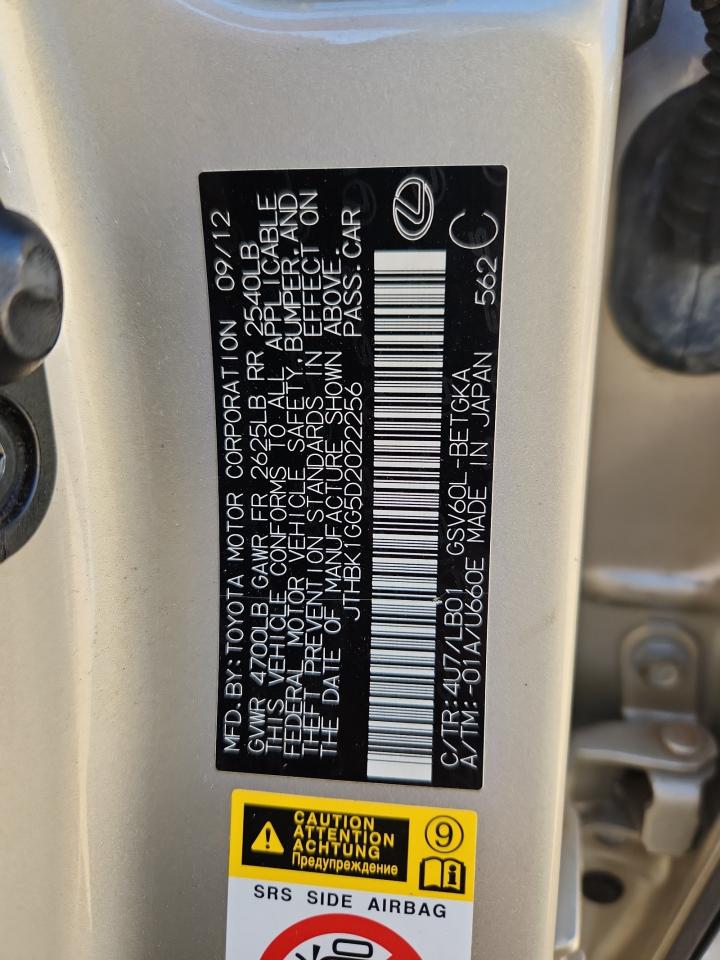 MFD. BY: TOYOTA MOTOR CORPORATION 09/12
GVWR 4700LB GAWR FR 2625LB RR 2540LB
THIS VEHICLE CONFORMS TO ALL APPLICABLE
FEDERAL MOTOR VEHICLE SAFETY, BUMPER, AND
THEFT PREVENTION STANDARDS IN EFFECT ON
THE DATE OF MANUFACTURE SHOWN ABOVE.
JTHBK1GG5D2022256 PASS. CAR
C/TR: 4U7/LB01 GSV60L-BETGKA
A/TM: -01A/U660E MADE IN JAPAN 562 C
CAUTION
ATTENTION
ACHTUNG
Предупреждение
9
i
SRS SIDE AIRBAG